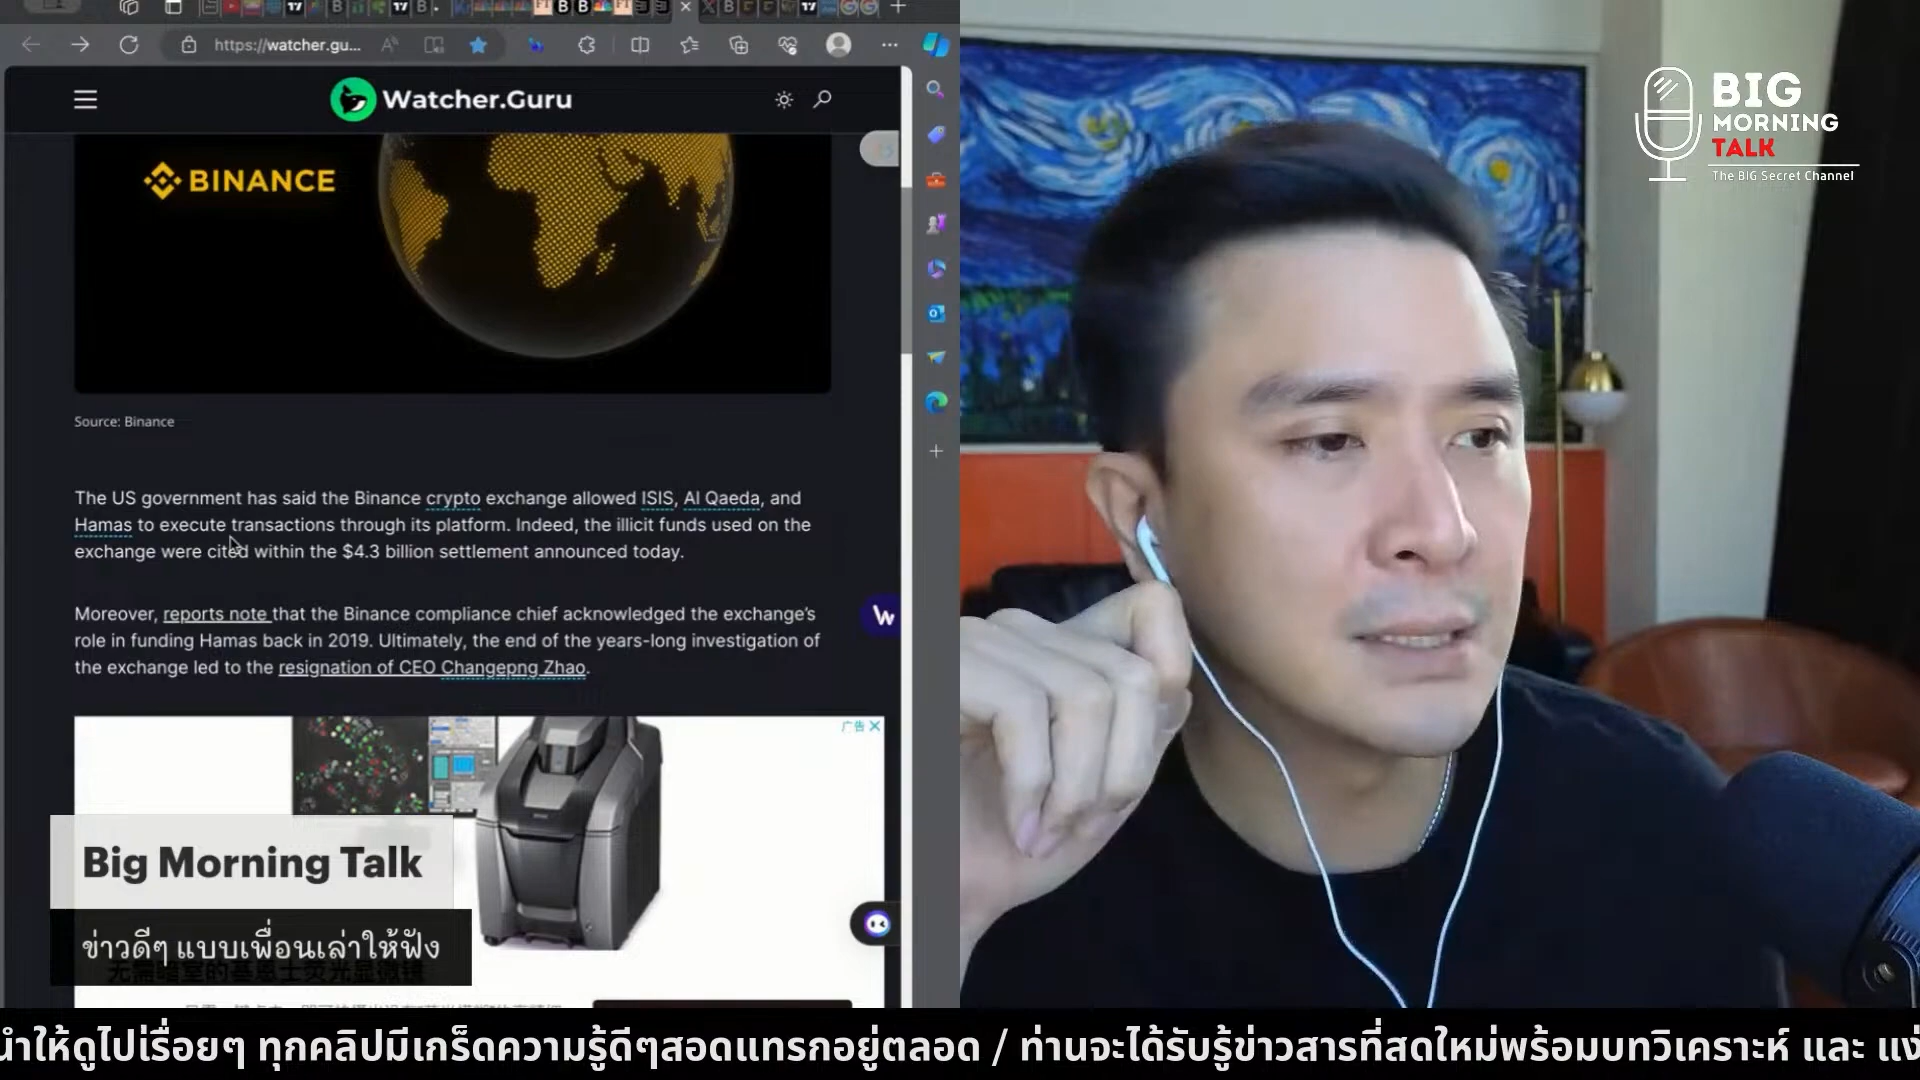 https://watcher.gu...
Watcher.Guru
BINANCE
Source: Binance
The US government has said the Binance crypto exchange allowed ISIS, Al Qaeda, and
Hamas to execute transactions through its platform. Indeed, the illicit funds used on the
exchange were cited within the $4.3 billion settlement announced today.
Moreover, reports note that the Binance compliance chief acknowledged the exchange's
role in funding Hamas back in 2019. Ultimately, the end of the years-long investigation of
the exchange led to the resignation of CEO Changepng Zhao.
广告
Big Morning Talk
ข่าวดีๆ แบบเพื่อนเล่าให้ฟัง
BIG
MORNING
TALK
The BIG Secret Channel
นำให้ดูไปเรื่อยๆ ทุกคลิปมีเกร็ดความรู้ดีๆสอดแทรกอยู่ตลอด / ท่านจะได้รับรู้ข่าวสารที่สดใหม่พร้อมบทวิเคราะห์ และ แง่